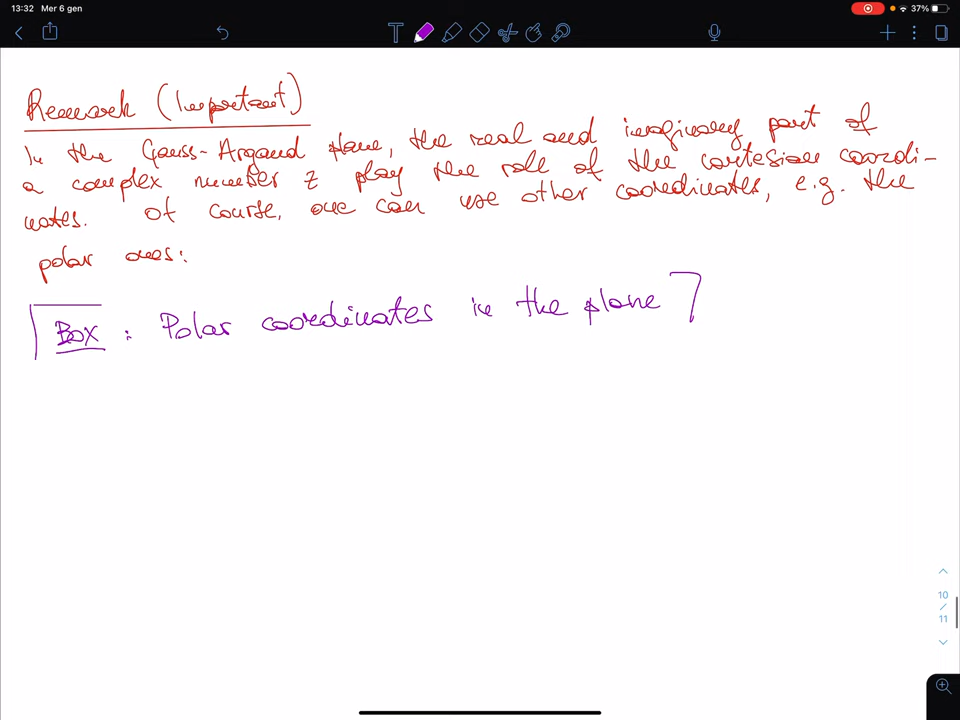 13:32 Mer 6 gen
37%
Remark (Important)
In the Gauss-Argand plane, the real and imaginary part of
a complex number z play the role of the cartesian coordi-
nates. Of course, one can use other coordinates, e.g. the
polar ones:
Box : Polar coordinates in the plane
10
/
11